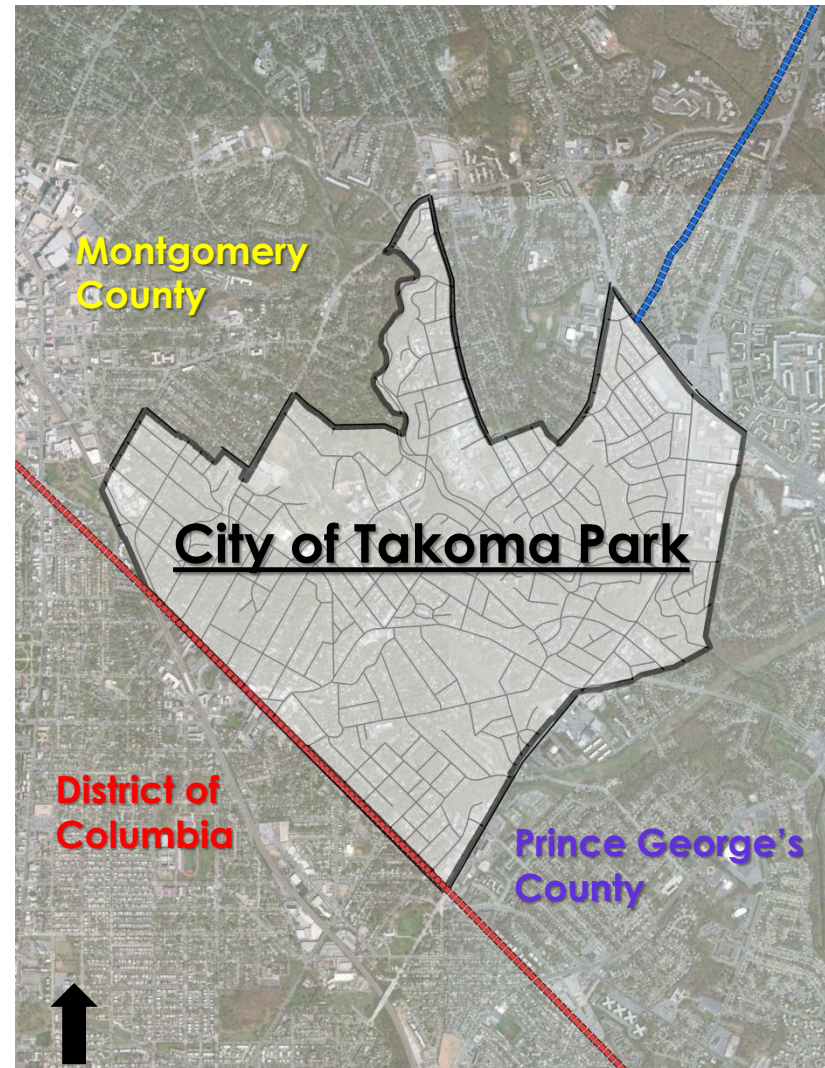 Montgomery
County
City of Takoma Park
District of
Columbia
Prince George’s
County